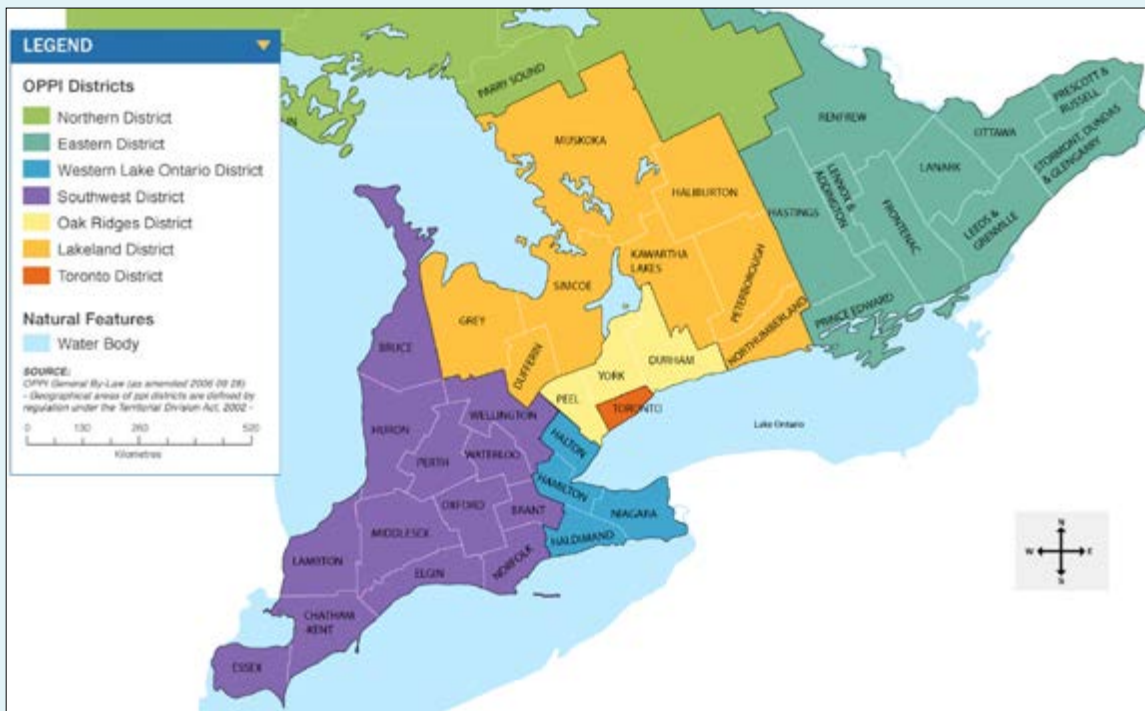 LEGEND
OPPI Districts
Northern District
Eastern District
Western Lake Ontario District
Southwest District
Oak Ridges District
Lakeland District
Toronto District
Natural Features
Water Body
SOURCE:
OPPI General By-Law (as amended 2006 09 28)
- Geographical areas of ppi districts are defined by
regulation under the Territorial Division Act, 2002 -
0 130 260 520
Kilometres
IN
PARRY SOUND
MUSKOKA
HALIBURTON
RENFREW
OTTAWA
PRESCOTT &
RUSSELL
STORMONT, DUNDAS
& GLENGARRY
LANARK
LENNOX &
ADDINGTON
HASTINGS
FRONTENAC
LEEDS &
GRENVILLE
KAWARTHA
LAKES
SIMCOE
PETERBOROUGH
PRINCE EDWARD
NORTHUMBERLAND
GREY
BRUCE
DUFFERIN
DURHAM
YORK
PEEL
TORONTO
Lake Ontario
WELLINGTON
HURON
HALTON
PERTH
WATERLOO
HAMILTON
OXFORD
BRANT
NIAGARA
HALDIMAND
MIDDLESEX
NORFOLK
LAMBTON
ELGIN
CHATHAM
-KENT
ESSEX
N
W E
S